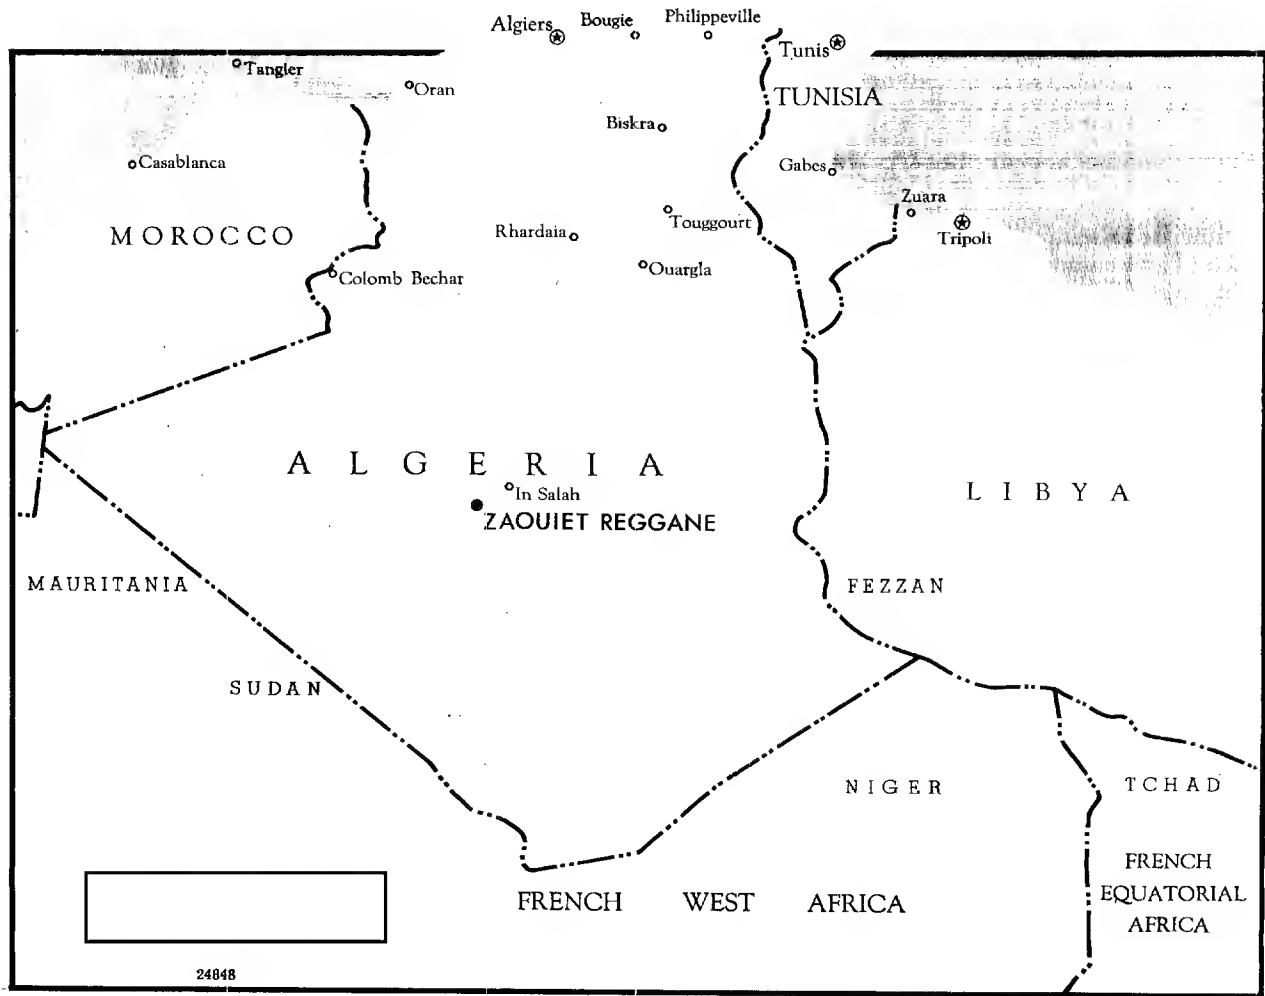 Algiers
Bougie
Philippeville
Tunis
Tangier
Oran
TUNISIA
Biskra
Casablanca
Gabes
Zuara
MOROCCO
Rhardaia
Touggourt
Tripoli
Colomb Bechar
Ouargla
ALGERIA
In Salah
LIBYA
ZAOUIET REGGANE
MAURITANIA
FEZZAN
SUDAN
NIGER
TCHAD
FRENCH WEST AFRICA
FRENCH
EQUATORIAL
AFRICA
24848